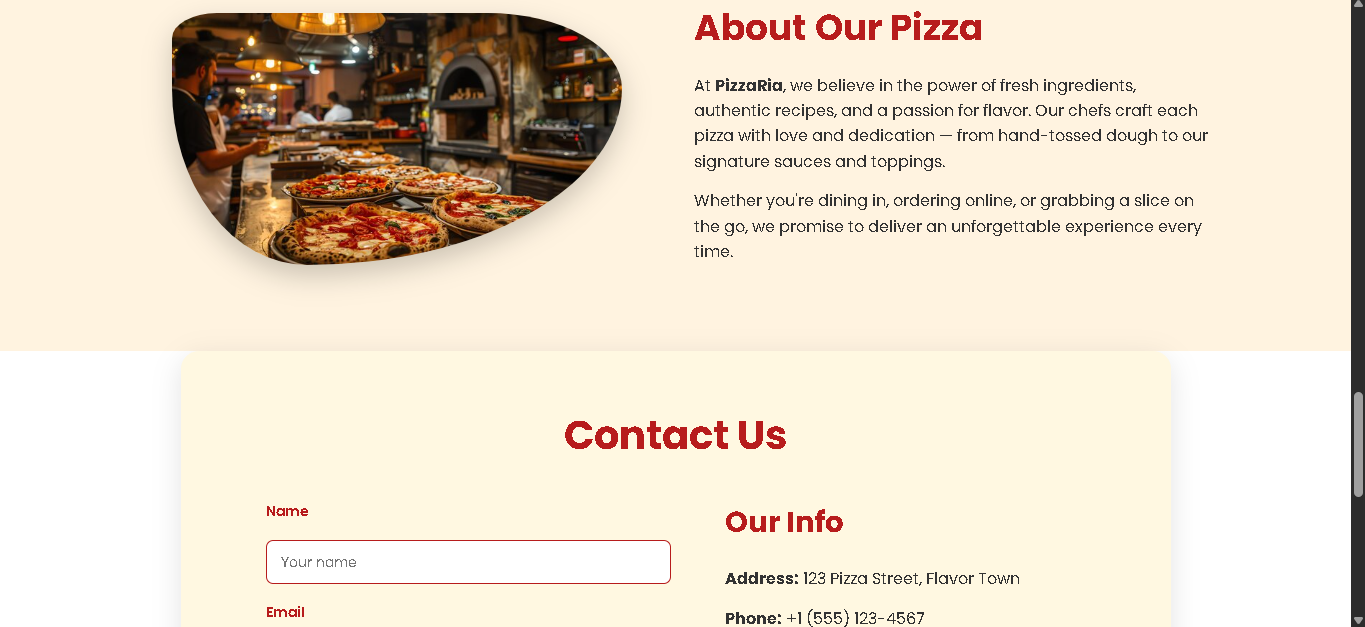 About Our Pizza
At PizzaRia, we believe in the power of fresh ingredients,
authentic recipes, and a passion for flavor. Our chefs craft each
pizza with love and dedication — from hand-tossed dough to our
signature sauces and toppings.
Whether you're dining in, ordering online, or grabbing a slice on
the go, we promise to deliver an unforgettable experience every
time.
Contact Us
Name
Your name
Email
Our Info
Address: 123 Pizza Street, Flavor Town
Phone: +1 (555) 123-4567